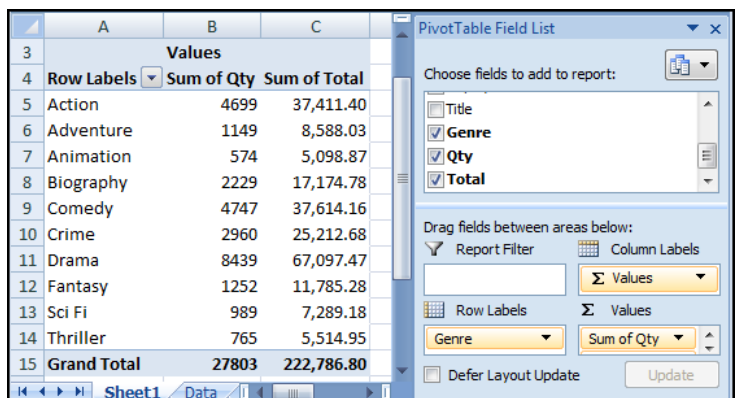 A B C
3 Values
4 Row Labels Sum of Qty Sum of Total
5 Action 4699 37,411.40
6 Adventure 1149 8,588.03
7 Animation 574 5,098.87
8 Biography 2229 17,174.78
9 Comedy 4747 37,614.16
10 Crime 2960 25,212.68
11 Drama 8439 67,097.47
12 Fantasy 1252 11,785.28
13 Sci Fi 989 7,289.18
14 Thriller 765 5,514.95
15 Grand Total 27803 222,786.80
Sheet1 Data
PivotTable Field List
Choose fields to add to report:
Title
Genre
Qty
Total
Drag fields between areas below:
Report Filter Column Labels
Σ Values
Row Labels Σ Values
Genre Sum of Qty
Defer Layout Update Update